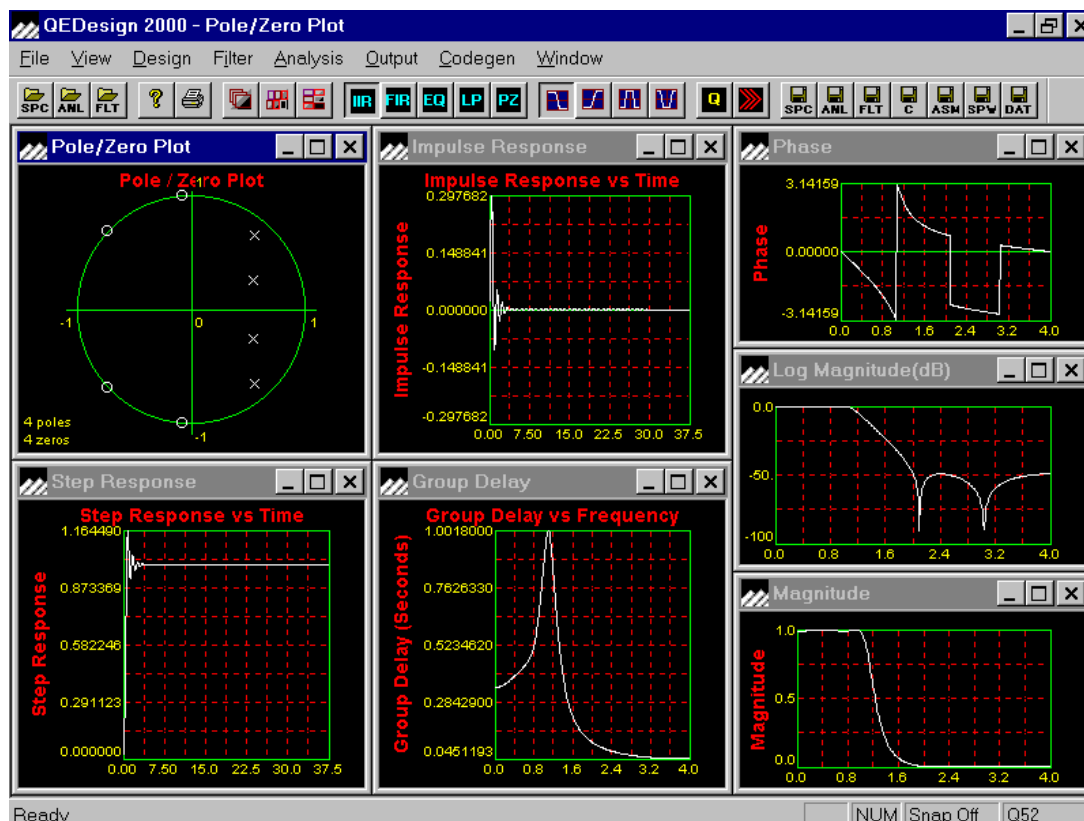 QEDesign 2000 - Pole/Zero Plot
File View Design Filter Analysis Output Codegen Window
SPC ANL FLT ? IIR FIR EQ LP PZ Q SPC ANL FLT C ASM SPW DAT
Pole/Zero Plot
Pole / Zero Plot
1
-1
0
1
-1
4 poles
4 zeros
Impulse Response
Impulse Response vs Time
Impulse Response
0.297682
0.148841
0.000000
-0.148841
-0.297682
0.00 7.50 15.0 22.5 30.0 37.5
Phase
Phase
3.14159
0.00000
-3.14159
0.0 0.8 1.6 2.4 3.2 4.0
Log Magnitude(dB)
0.0
-50.
-100
0.0 0.8 1.6 2.4 3.2 4.0
Step Response
Step Response vs Time
Step Response
1.164490
0.873369
0.582246
0.291123
0.000000
0.00 7.50 15.0 22.5 30.0 37.5
Group Delay
Group Delay vs Frequency
Group Delay (Seconds)
1.0018000
0.7626330
0.5234620
0.2842900
0.0451193
0.0 0.8 1.6 2.4 3.2 4.0
Magnitude
Magnitude
1.0
0.5
0.0
0.0 0.8 1.6 2.4 3.2 4.0
Ready NUM Snap Off Q52